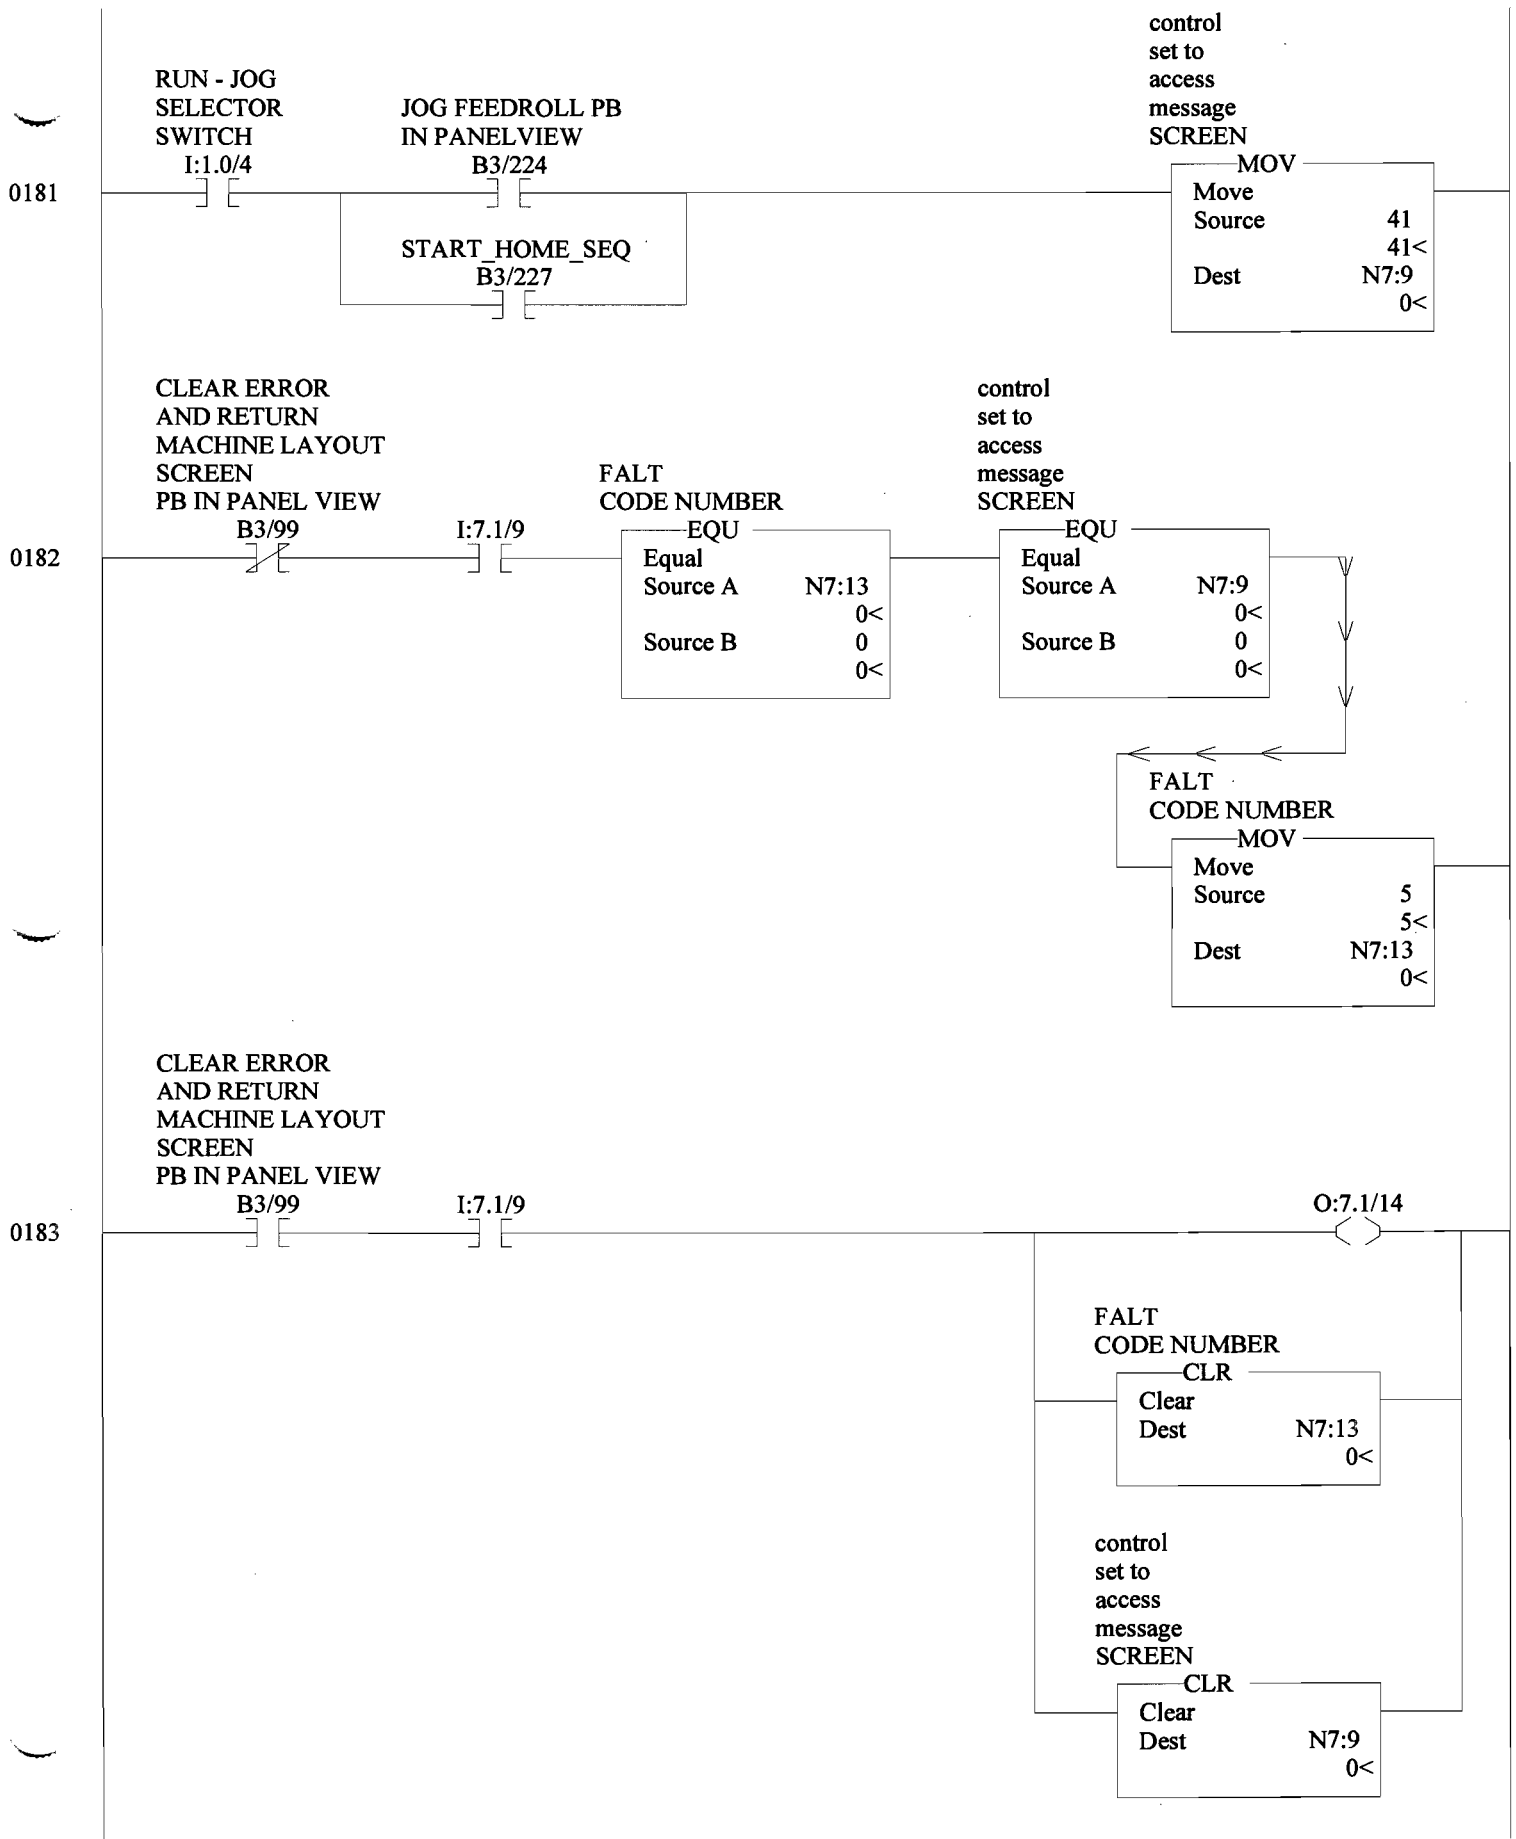 control
set to
access
message
SCREEN
RUN - JOG
SELECTOR
SWITCH
I:1.0/4
JOG FEEDROLL PB
IN PANELVIEW
B3/224
MOV
0181
Move
Source 41
41<
Dest N7:9
0<
START_HOME_SEQ
B3/227
CLEAR ERROR
AND RETURN
MACHINE LAYOUT
SCREEN
PB IN PANEL VIEW
B3/99
I:7.1/9
FALT
CODE NUMBER
EQU
control
set to
access
message
SCREEN
EQU
0182
Equal
Source A N7:13
0<
Source B 0
0<
Equal
Source A N7:9
0<
Source B 0
0<
FALT
CODE NUMBER
MOV
Move
Source 5
5<
Dest N7:13
0<
CLEAR ERROR
AND RETURN
MACHINE LAYOUT
SCREEN
PB IN PANEL VIEW
B3/99
I:7.1/9
O:7.1/14
0183
FALT
CODE NUMBER
CLR
Clear
Dest N7:13
0<
control
set to
access
message
SCREEN
CLR
Clear
Dest N7:9
0<